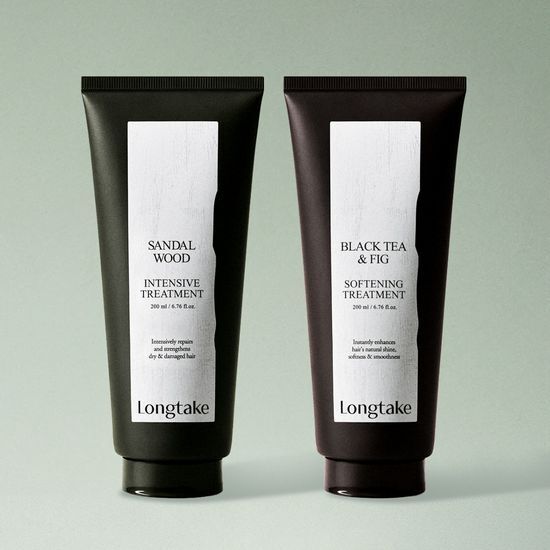 SANDAL
WOOD
INTENSIVE
TREATMENT
200 ml / 6.76 fl.oz.
Intensively repairs
and strengthens
dry & damaged hair
Longtake
BLACK TEA
& FIG
SOFTENING
TREATMENT
200 ml / 6.76 fl.oz.
Instantly enhances
hair's natural shine,
softness & smoothness
Longtake